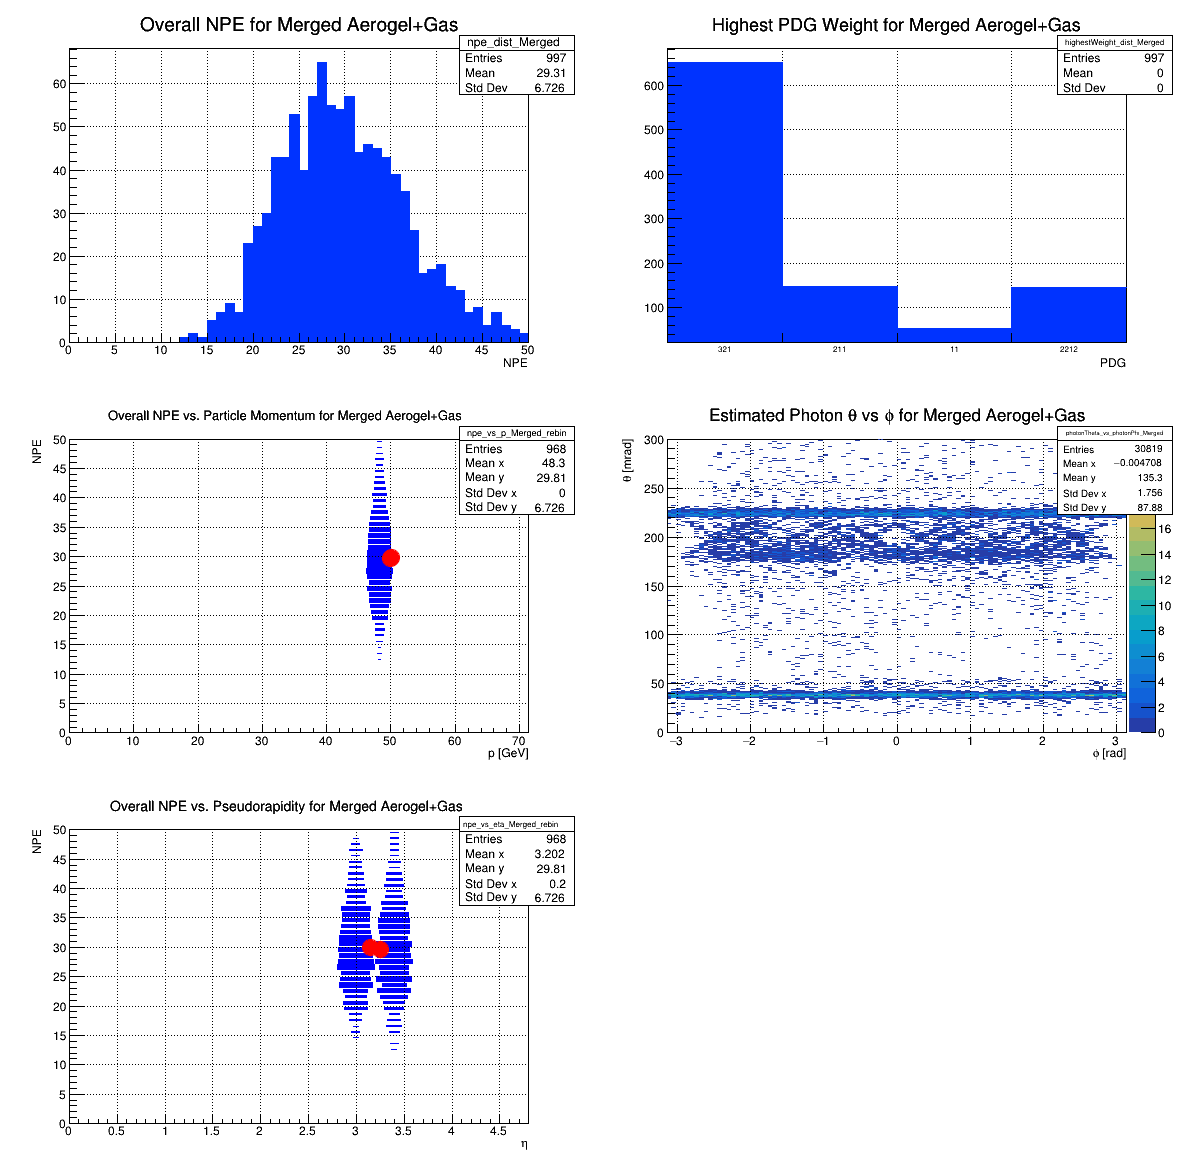 Overall NPE for Merged Aerogel+Gas
npe_dist_Merged
Entries 997
Mean 29.31
Std Dev 6.726
60
50
40
30
20
10
0
0 5 10 15 20 25 30 35 40 45 50
NPE
Highest PDG Weight for Merged Aerogel+Gas
highestWeight_dist_Merged
Entries 997
Mean 0
Std Dev 0
600
500
400
300
200
100
321 211 11 2212
PDG
Overall NPE vs. Particle Momentum for Merged Aerogel+Gas
npe_vs_p_Merged_rebin
Entries 968
Mean x 48.3
Mean y 29.81
Std Dev x 0
Std Dev y 6.726
NPE
50
45
40
35
30
25
20
15
10
5
0
0 10 20 30 40 50 60 70
p [GeV]
Estimated Photon θ vs ϕ for Merged Aerogel+Gas
photonTheta_vs_photonPhi_Merged
Entries 30819
Mean x −0.004708
Mean y 135.3
Std Dev x 1.756
Std Dev y 87.88
θ [mrad]
300
250
200
150
100
50
0
−3 −2 −1 0 1 2 3
ϕ [rad]
16
14
12
10
8
6
4
2
0
Overall NPE vs. Pseudorapidity for Merged Aerogel+Gas
npe_vs_eta_Merged_rebin
Entries 968
Mean x 3.202
Mean y 29.81
Std Dev x 0.2
Std Dev y 6.726
NPE
50
45
40
35
30
25
20
15
10
5
0
0 0.5 1 1.5 2 2.5 3 3.5 4 4.5
η